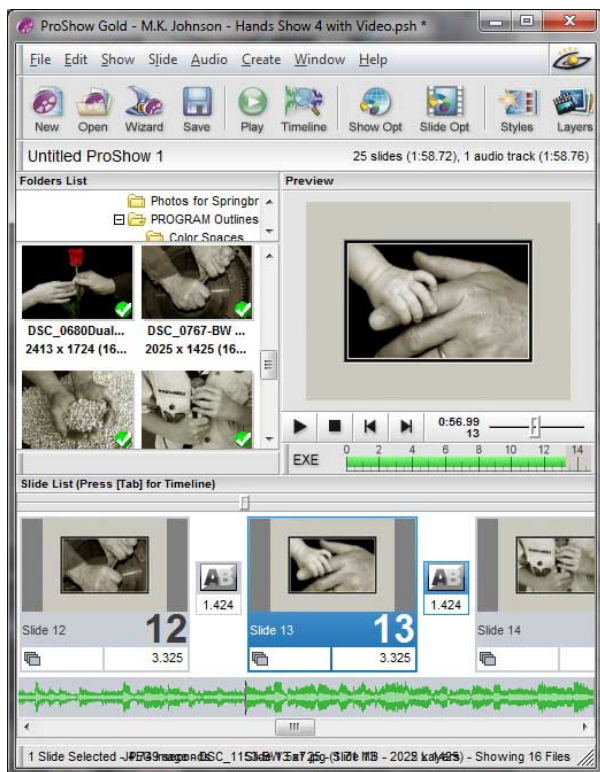 ProShow Gold - M.K. Johnson - Hands Show 4 with Video.psh *
File Edit Show Slide Audio Create Window Help
New Open Wizard Save Play Timeline Show Opt Slide Opt Styles Layers
Untitled ProShow 1 25 slides (1:58.72), 1 audio track (1:58.76)
Folders List
Photos for Springbr
PROGRAM Outlines
Color Spaces
DSC_0680Dual... DSC_0767-BW ...
2413 x 1724 (16... 2025 x 1425 (16...
Preview
0:56.99
13
EXE 0 2 4 6 8 10 12 14
Slide List (Press [Tab] for Timeline)
AB AB
1.424 1.424
Slide 12 12 Slide 13 13 Slide 14
3.325 3.325
1 Slide Selected - Showing 16 Files